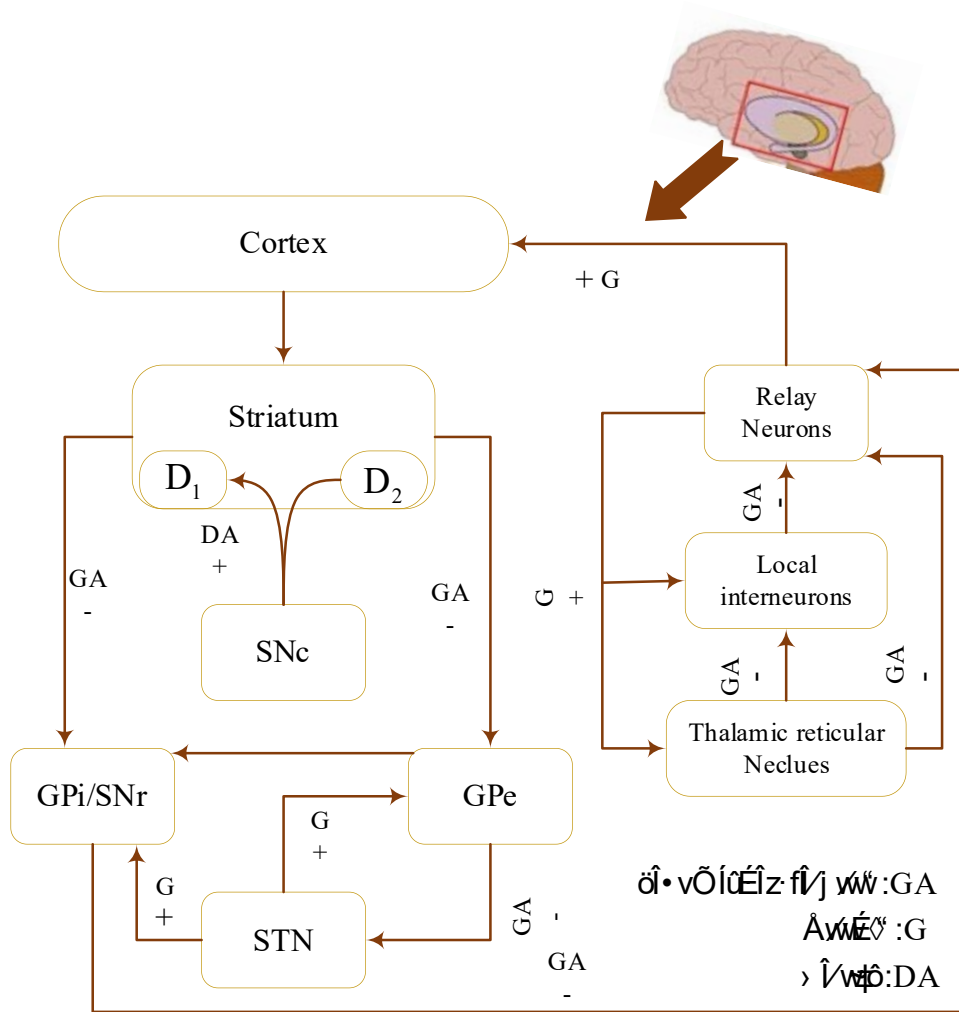 Cortex
+ G
Relay
Neurons
Striatum
D1
D2
DA
+
GA
-
GA
-
SNc
GA
-
Local
interneurons
G
+
GA
-
GA
-
Thalamic reticular
Neclues
GPi/SNr
GPe
G
+
G
+
STN
GA
-
GA
-
:GA
:G
:DA